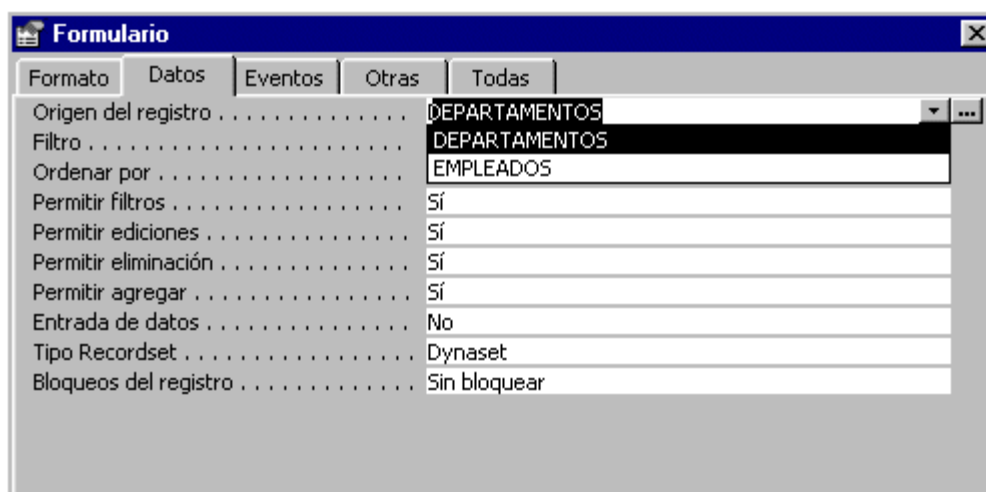 Formulario
Formato Datos Eventos Otras Todas
Origen del registro . . . . . . . . . . . . . . . DEPARTAMENTOS ...
Filtro . . . . . . . . . . . . . . . . . . . . . . . . DEPARTAMENTOS
Ordenar por . . . . . . . . . . . . . . . . . . . EMPLEADOS
Permitir filtros . . . . . . . . . . . . . . . . . . Sí
Permitir ediciones . . . . . . . . . . . . . . . . Sí
Permitir eliminación . . . . . . . . . . . . . . . Sí
Permitir agregar . . . . . . . . . . . . . . . . . Sí
Entrada de datos . . . . . . . . . . . . . . . . No
Tipo Recordset . . . . . . . . . . . . . . . . . . Dynaset
Bloqueos del registro . . . . . . . . . . . . . . Sin bloquear